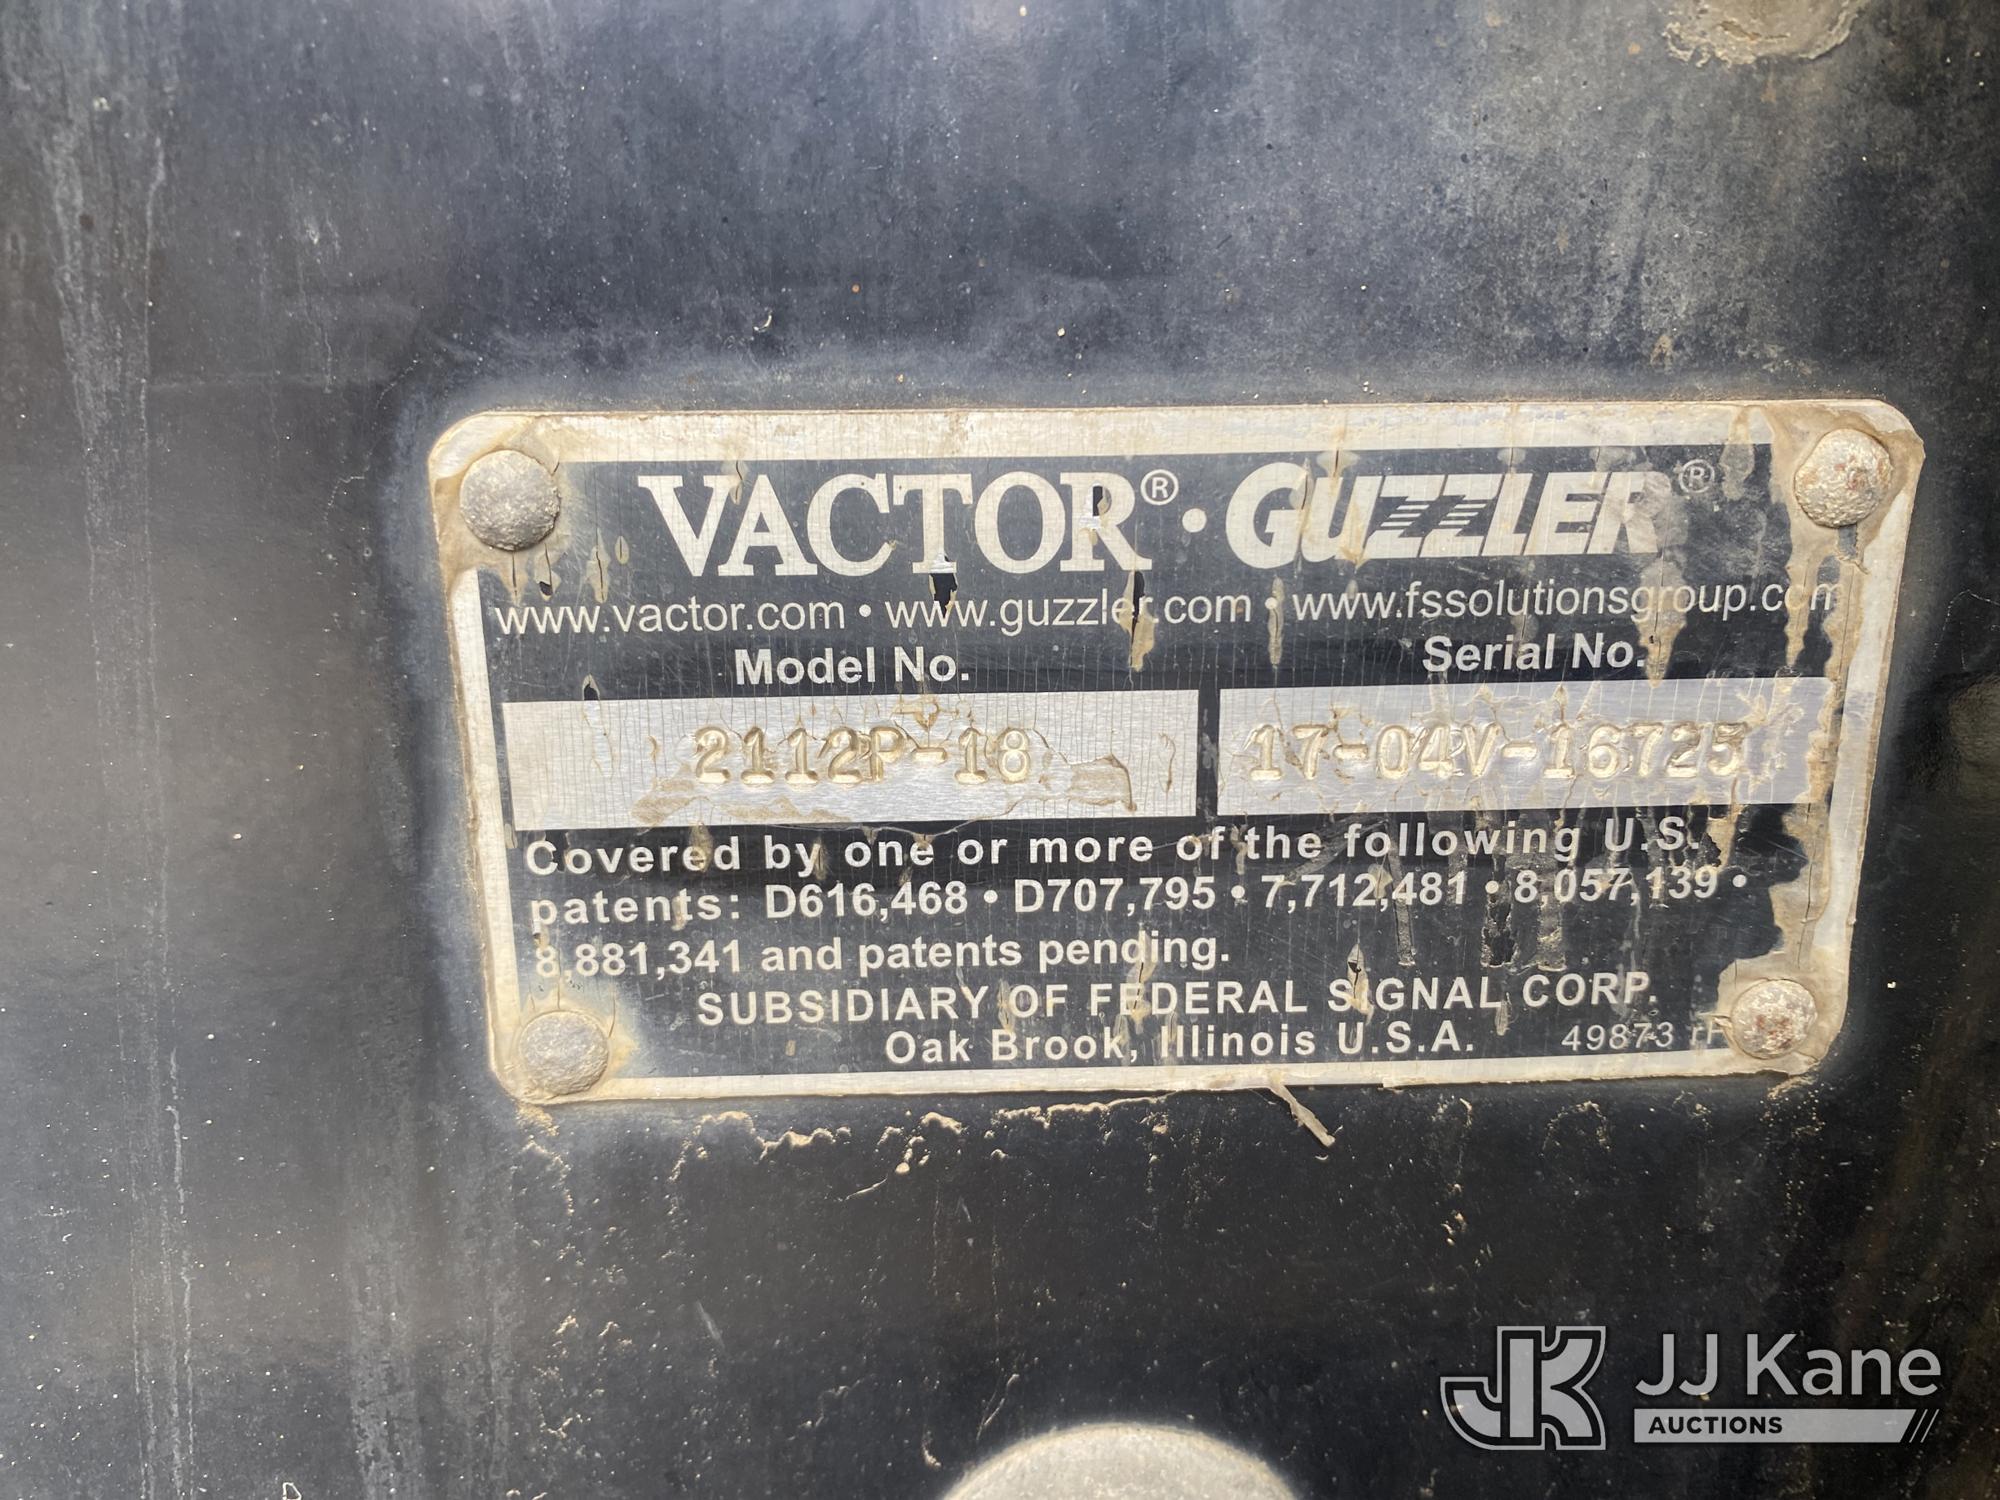 VACTOR® • GUZZLER®
www.vactor.com • www.guzzler.com • www.fssolutionsgroup.com
Model No. Serial No.
2112P-18 17-04V-16725
Covered by one or more of the following U.S.
patents: D616,468 • D707,795 • 7,712,481 • 8,057,139 •
8,881,341 and patents pending.
SUBSIDIARY OF FEDERAL SIGNAL CORP.
Oak Brook, Illinois U.S.A. 49873
JK JJ Kane
AUCTIONS